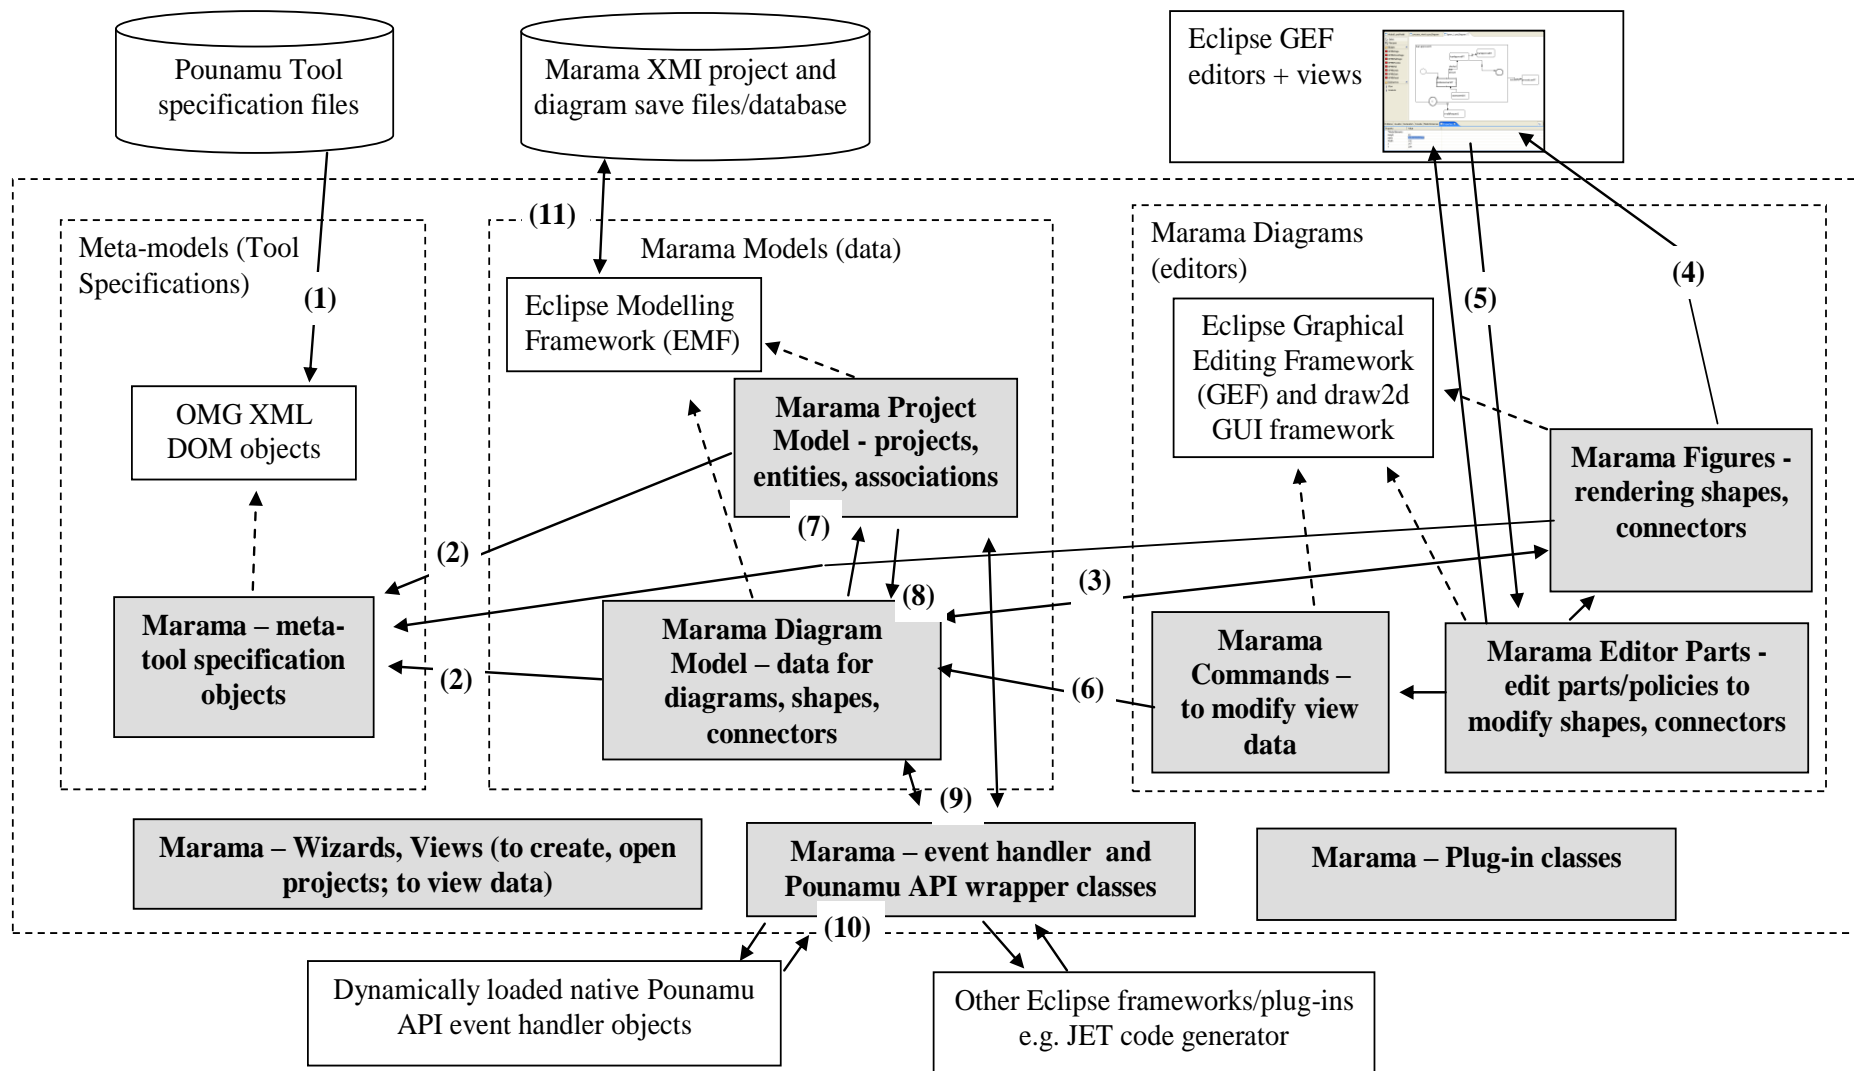 Pounamu Tool
specification files
Marama XMI project and
diagram save files/database
Eclipse GEF
editors + views
Meta-models (Tool
Specifications)
(1)
OMG XML
DOM objects
Marama – meta-
tool specification
objects
(11)
Marama Models (data)
Eclipse Modelling
Framework (EMF)
Marama Project
Model - projects,
entities, associations
(2)
(7)
(8)
(2)
Marama Diagram
Model – data for
diagrams, shapes,
connectors
(3)
(6)
(9)
Marama Diagrams
(editors)
(4)
(5)
Eclipse Graphical
Editing Framework
(GEF) and draw2d
GUI framework
Marama Figures -
rendering shapes,
connectors
Marama
Commands –
to modify view
data
Marama Editor Parts -
edit parts/policies to
modify shapes, connectors
Marama – Wizards, Views (to create, open
projects; to view data)
Marama – event handler and
Pounamu API wrapper classes
Marama – Plug-in classes
(10)
Dynamically loaded native Pounamu
API event handler objects
Other Eclipse frameworks/plug-ins
e.g. JET code generator